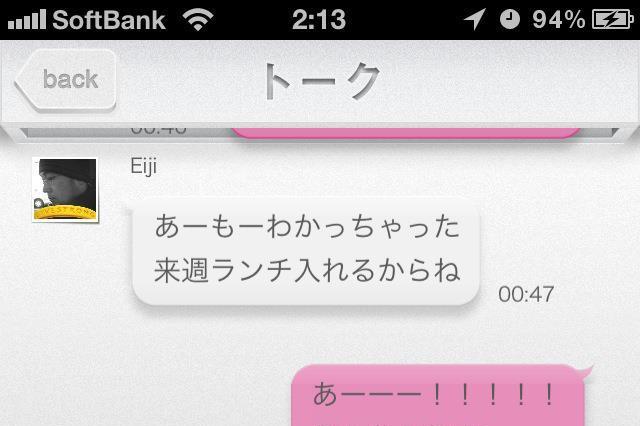 SoftBank 2:13 94%
back トーク
00:46
Eiji
LIVESTRONG
あーもーわかっちゃった
来週ランチ入れるからね
00:47
あーーー！！！！！